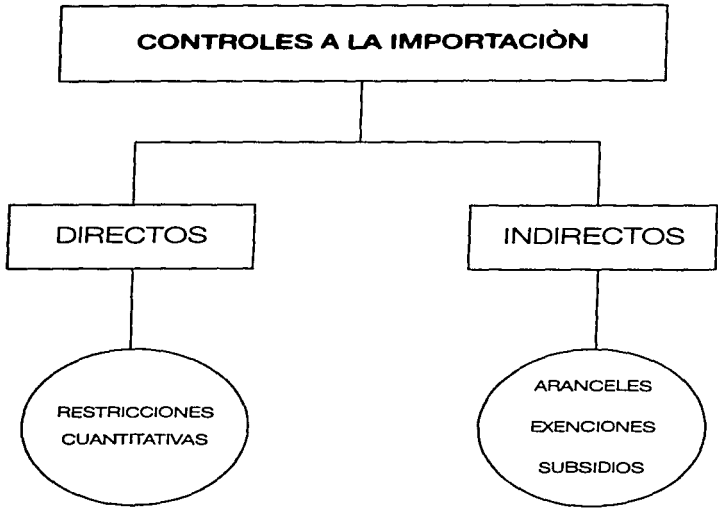 CONTROLES A LA IMPORTACIÒN
DIRECTOS
INDIRECTOS
RESTRICCIONES
CUANTITATIVAS
ARANCELES
EXENCIONES
SUBSIDIOS